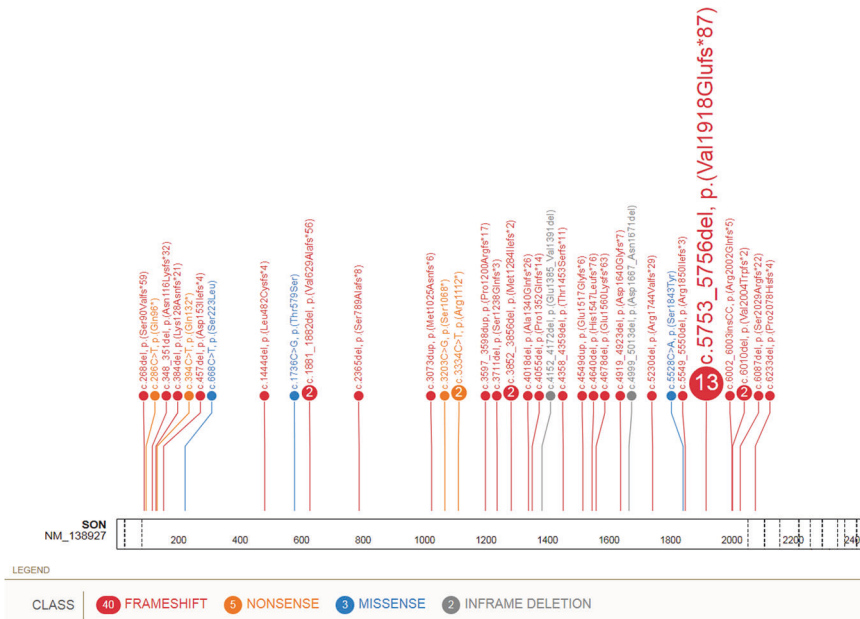 c.268del, p.(Ser90Valfs*59)
c.286C>T, p.(Gln96*)
c.348_351del, p.(Asn116Lysfs*32)
c.384del, p.(Lys128Asnfs*21)
c.394C>T, p.(Gln132*)
c.457del, p.(Asp153Ilefs*4)
c.668C>T, p.(Ser223Leu)
c.1444del, p.(Leu482Cysfs*4)
c.1736C>G, p.(Thr579Ser)
2 c.1881_1882del, p.(Val629Alafs*56)
c.2365del, p.(Ser789Alafs*8)
c.3073dup, p.(Met1025Asnfs*6)
c.3203C>G, p.(Ser1068*)
2 c.3334C>T, p.(Arg1112*)
c.3597_3598dup, p.(Pro1200Argfs*17)
c.3711del, p.(Ser1238Glnfs*3)
2 c.3852_3856del, p.(Met1284Ilefs*2)
c.4018del, p.(Ala1340Glnfs*26)
c.4055del, p.(Pro1352Glnfs*14)
c.4152_4172del, p.(Glu1385_Val1391del)
c.4358_4359del, p.(Thr1453Serfs*11)
c.4549dup, p.(Glu1517Glyfs*6)
c.4640del, p.(His1547Leufs*76)
c.4678del, p.(Glu1560Lysfs*63)
c.4919_4923del, p.(Asp1640Glyfs*7)
c.4999_5013del, p.(Asp1667_Asn1671del)
c.5230del, p.(Arg1744Valfs*29)
c.5528C>A, p.(Ser1843Tyr)
c.5549_5550del, p.(Arg1850Ilefs*3)
13 c.5753_5756del, p.(Val1918Glufs*87)
c.6002_6003insCC, p.(Arg2002Glnfs*5)
2 c.6010del, p.(Val2004Trpfs*2)
c.6087del, p.(Ser2029Argfs*22)
c.6233del, p.(Pro2078Hisfs*4)
SON
NM_138927
200 400 600 800 1000 1200 1400 1600 1800 2000 2200 240
LEGEND
CLASS 40 FRAMESHIFT 5 NONSENSE 3 MISSENSE 2 INFRAME DELETION